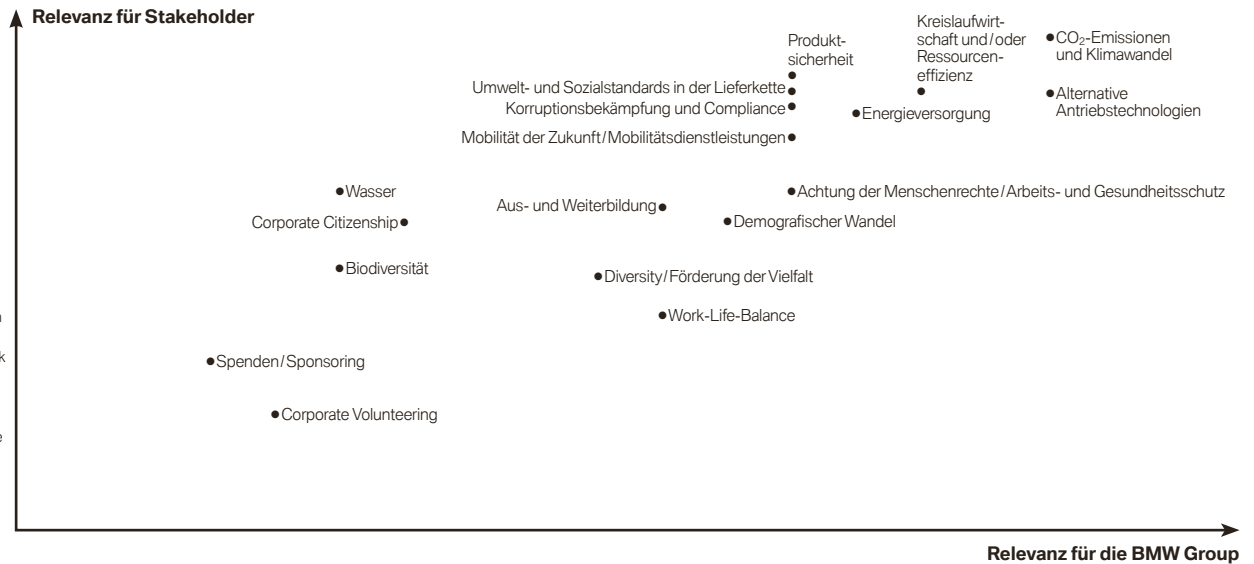 Relevanz für Stakeholder
Produkt-
sicherheit
Kreislaufwirt-
schaft und/oder
Ressourcen-
effizienz
CO₂-Emissionen
und Klimawandel
Umwelt- und Sozialstandards in der Lieferkette
Korruptionsbekämpfung und Compliance
Energieversorgung
Alternative
Antriebstechnologien
Mobilität der Zukunft/Mobilitätsdienstleistungen
Wasser
Achtung der Menschenrechte/Arbeits- und Gesundheitsschutz
Aus- und Weiterbildung
Corporate Citizenship
Demografischer Wandel
Biodiversität
Diversity/Förderung der Vielfalt
Work-Life-Balance
Spenden/Sponsoring
Corporate Volunteering
Relevanz für die BMW Group